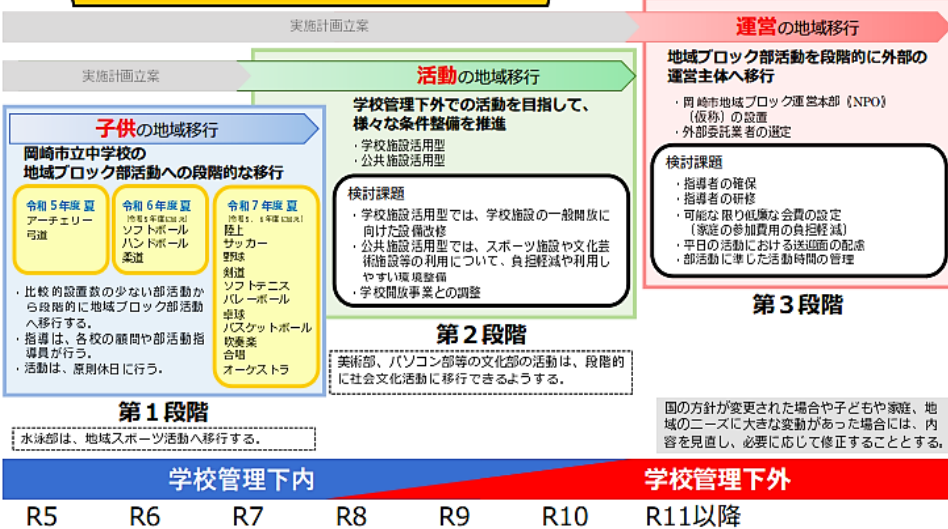 実施計画立案
運営の地域移行
地域ブロック部活動を段階的に外部の
運営主体へ移行
・岡崎市地域ブロック運営本部《NPO》
（仮称）の設置
・外部委託業者の選定
検討課題
・指導者の確保
・指導者の研修
・可能な限り低廉な会費の設定
（家庭の参加費用の負担軽減）
・平日の活動における送迎面の配慮
・部活動に準じた活動時間の管理
第３段階
実施計画立案
活動の地域移行
学校管理下外での活動を目指して、
様々な条件整備を推進
・学校施設活用型
・公共施設活用型
検討課題
・学校施設活用型では、学校施設の一般開放に
向けた設備改修
・公共施設活用型では、スポーツ施設や文化芸
術施設等の利用について、負担軽減や利用し
やすい環境整備
・学校開放事業との調整
第２段階
美術部、パソコン部等の文化部の活動は、段階的
に社会文化活動に移行できるようする。
子供の地域移行
岡崎市立中学校の
地域ブロック部活動への段階的な移行
令和５年度 夏
アーチェリー
弓道
令和６年度 夏
ソフトボール
ハンドボール
柔道
令和７年度 夏
陸上
サッカー
野球
剣道
ソフトテニス
バレーボール
卓球
バスケットボール
吹奏楽
合唱
オーケストラ
・比較的設置数の少ない部活動か
ら段階的に地域ブロック部活動
へ移行する。
・指導は、各校の顧問や部活動指
導員が行う。
・活動は、原則休日に行う。
第１段階
水泳部は、地域スポーツ活動へ移行する。
国の方針が変更された場合や子どもや家庭、地
域のニーズに大きな変動があった場合には、内
容を見直し、必要に応じて修正することとする。
学校管理下内
学校管理下外
R5 R6 R7 R8 R9 R10 R11以降